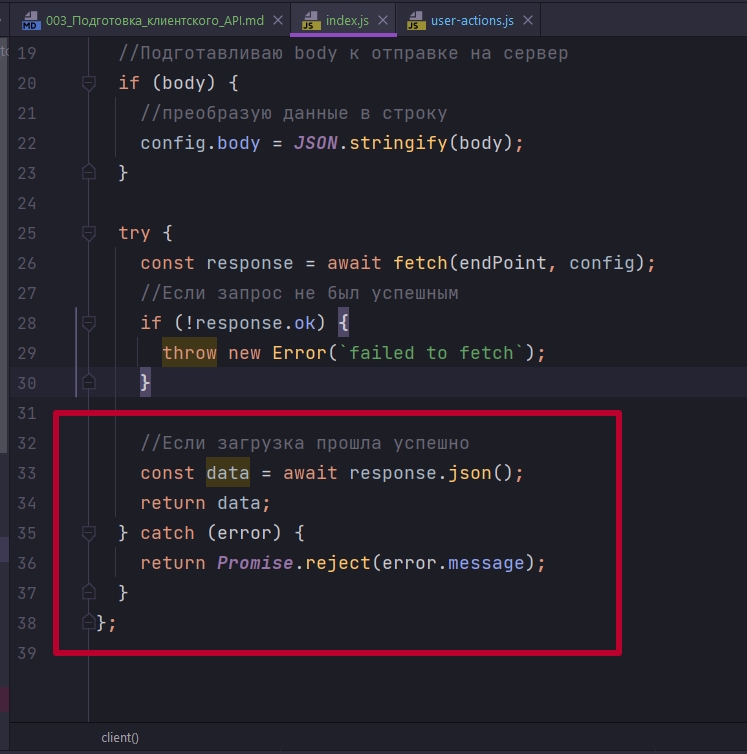 003_Подготовка_клиентского_API.md index.js user-actions.js
19 //Подготавливаю body к отправке на сервер
20 if (body) {
21 //преобразую данные в строку
22 config.body = JSON.stringify(body);
23 }
24
25 try {
26 const response = await fetch(endPoint, config);
27 //Если запрос не был успешным
28 if (!response.ok) {
29 throw new Error(`failed to fetch`);
30 }
31
32 //Если загрузка прошла успешно
33 const data = await response.json();
34 return data;
35 } catch (error) {
36 return Promise.reject(error.message);
37 }
38 };
39
client()